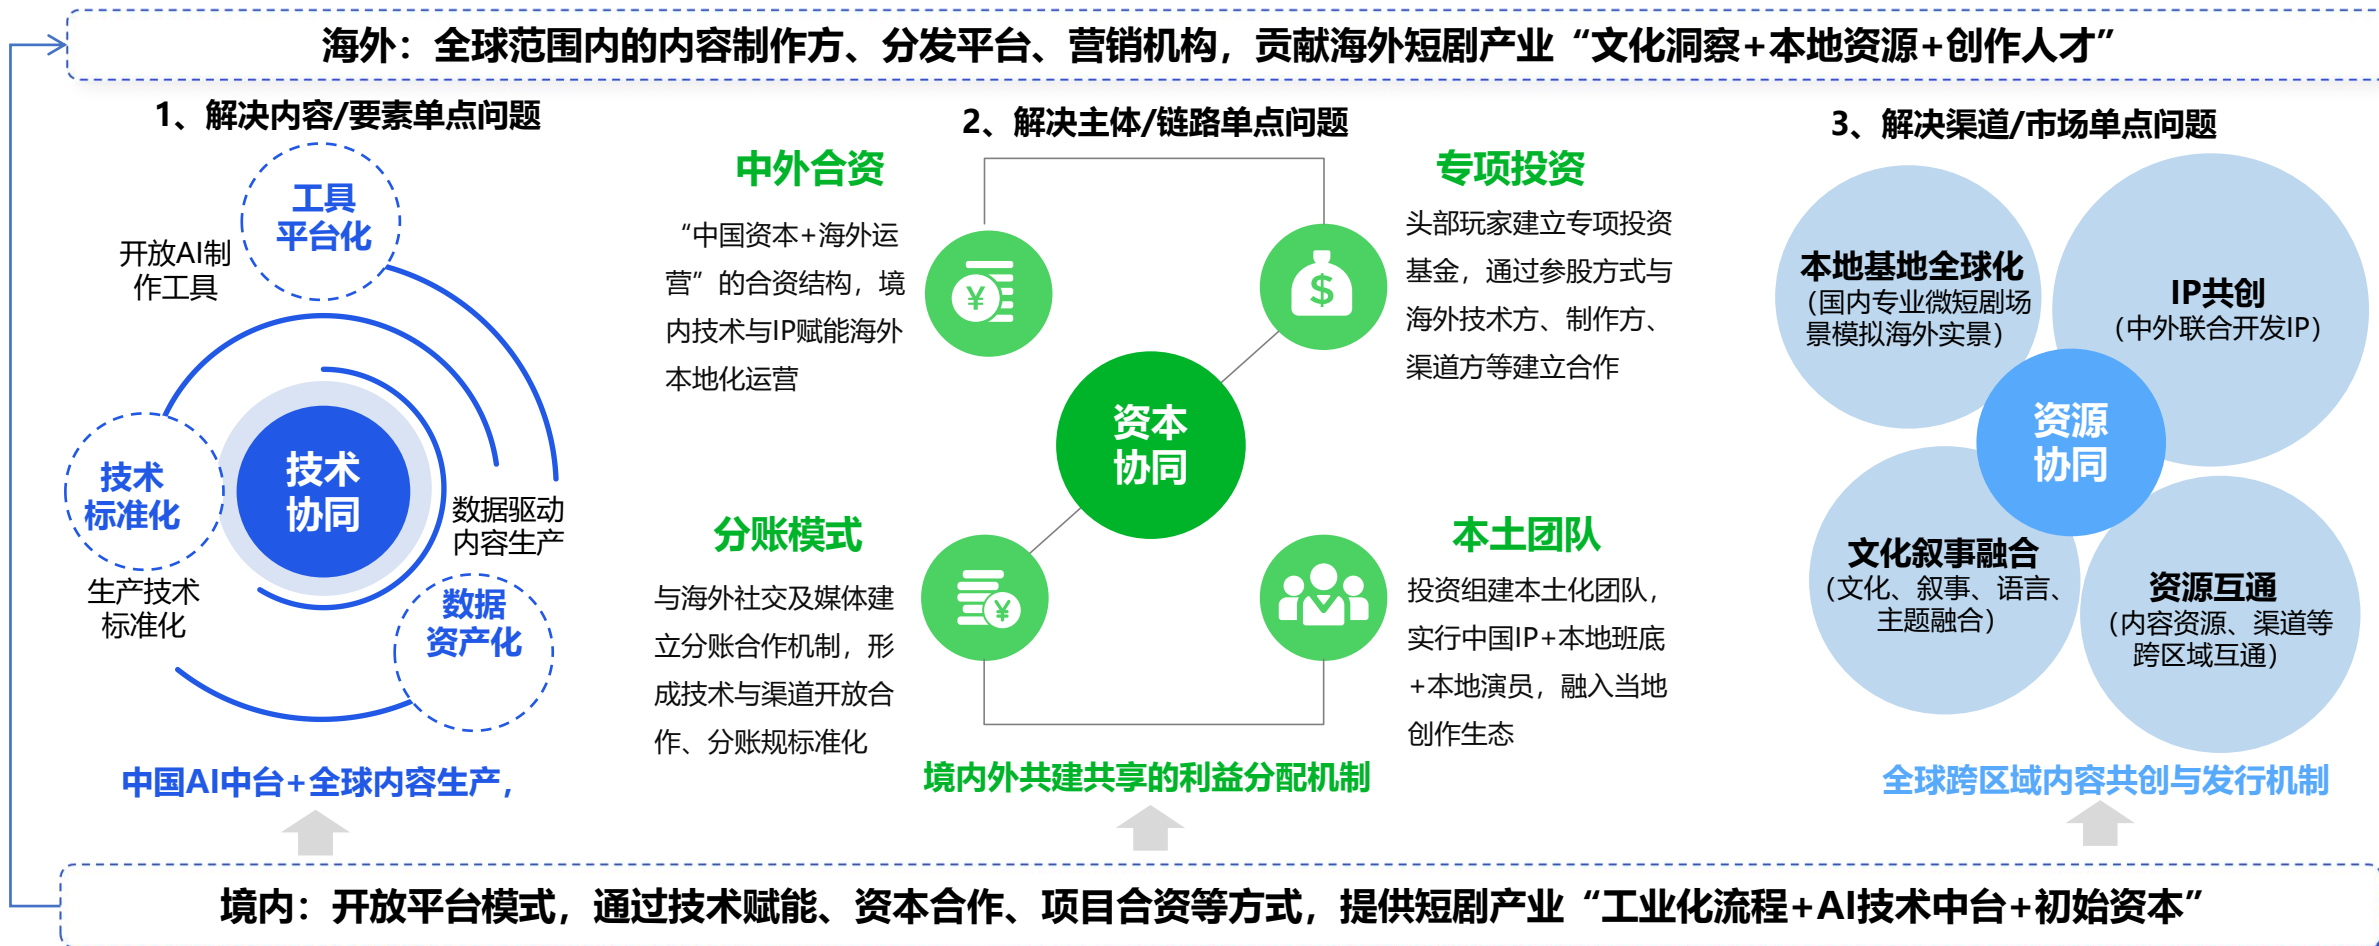 海外：全球范围内的内容制作方、分发平台、营销机构，贡献海外短剧产业“文化洞察+本地资源+创作人才”
1、解决内容/要素单点问题
工具
平台化
开放AI制
作工具
技术
标准化
生产技术
标准化
技术
协同
数据驱动
内容生产
数据
资产化
中国AI中台+全球内容生产，
2、解决主体/链路单点问题
中外合资
“中国资本+海外运
营”的合资结构，境
内技术与IP赋能海外
本地化运营
¥
专项投资
头部玩家建立专项投资
基金，通过参股方式与
海外技术方、制作方、
渠道方等建立合作
$
资本
协同
分账模式
与海外社交及媒体建
立分账合作机制，形
成技术与渠道开放合
作、分账规标准化
¥
本土团队
投资组建本土化团队，
实行中国IP+本地班底
+本地演员，融入当地
创作生态
境内外共建共享的利益分配机制
3、解决渠道/市场单点问题
本地基地全球化
（国内专业微短剧场
景模拟海外实景）
IP共创
（中外联合开发IP）
资源
协同
文化叙事融合
（文化、叙事、语言、
主题融合）
资源互通
（内容资源、渠道等
跨区域互通）
全球跨区域内容共创与发行机制
境内：开放平台模式，通过技术赋能、资本合作、项目合资等方式，提供短剧产业“工业化流程+AI技术中台+初始资本”